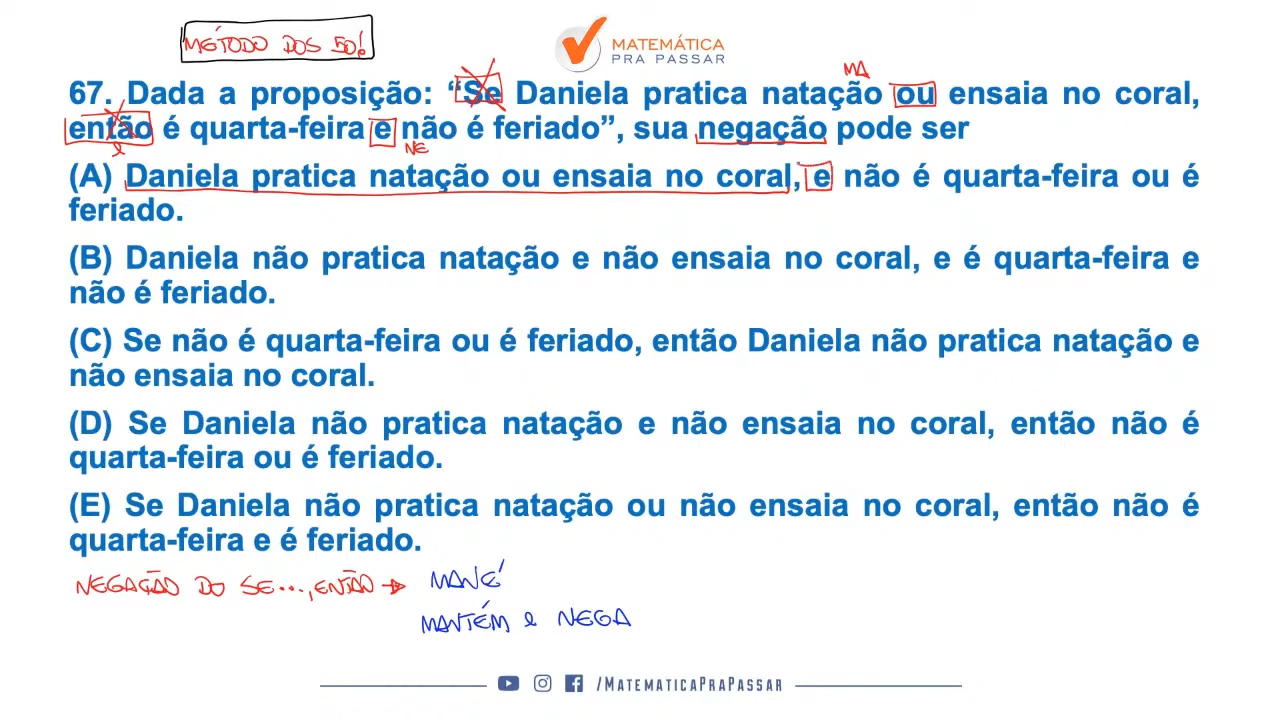 MÉTODO DOS 50!
MATEMÁTICA
PRA PASSAR
MA
67. Dada a proposição: “Se Daniela pratica natação ou ensaia no coral,
então é quarta-feira e não é feriado”, sua negação pode ser
e NE
(A) Daniela pratica natação ou ensaia no coral, e não é quarta-feira ou é
feriado.
(B) Daniela não pratica natação e não ensaia no coral, e é quarta-feira e
não é feriado.
(C) Se não é quarta-feira ou é feriado, então Daniela não pratica natação e
não ensaia no coral.
(D) Se Daniela não pratica natação e não ensaia no coral, então não é
quarta-feira ou é feriado.
(E) Se Daniela não pratica natação ou não ensaia no coral, então não é
quarta-feira e é feriado.
NEGAÇÃO DO SE..., ENTÃO → MANÉ
MANTÉM e NEGA
/MatematicaPraPassar